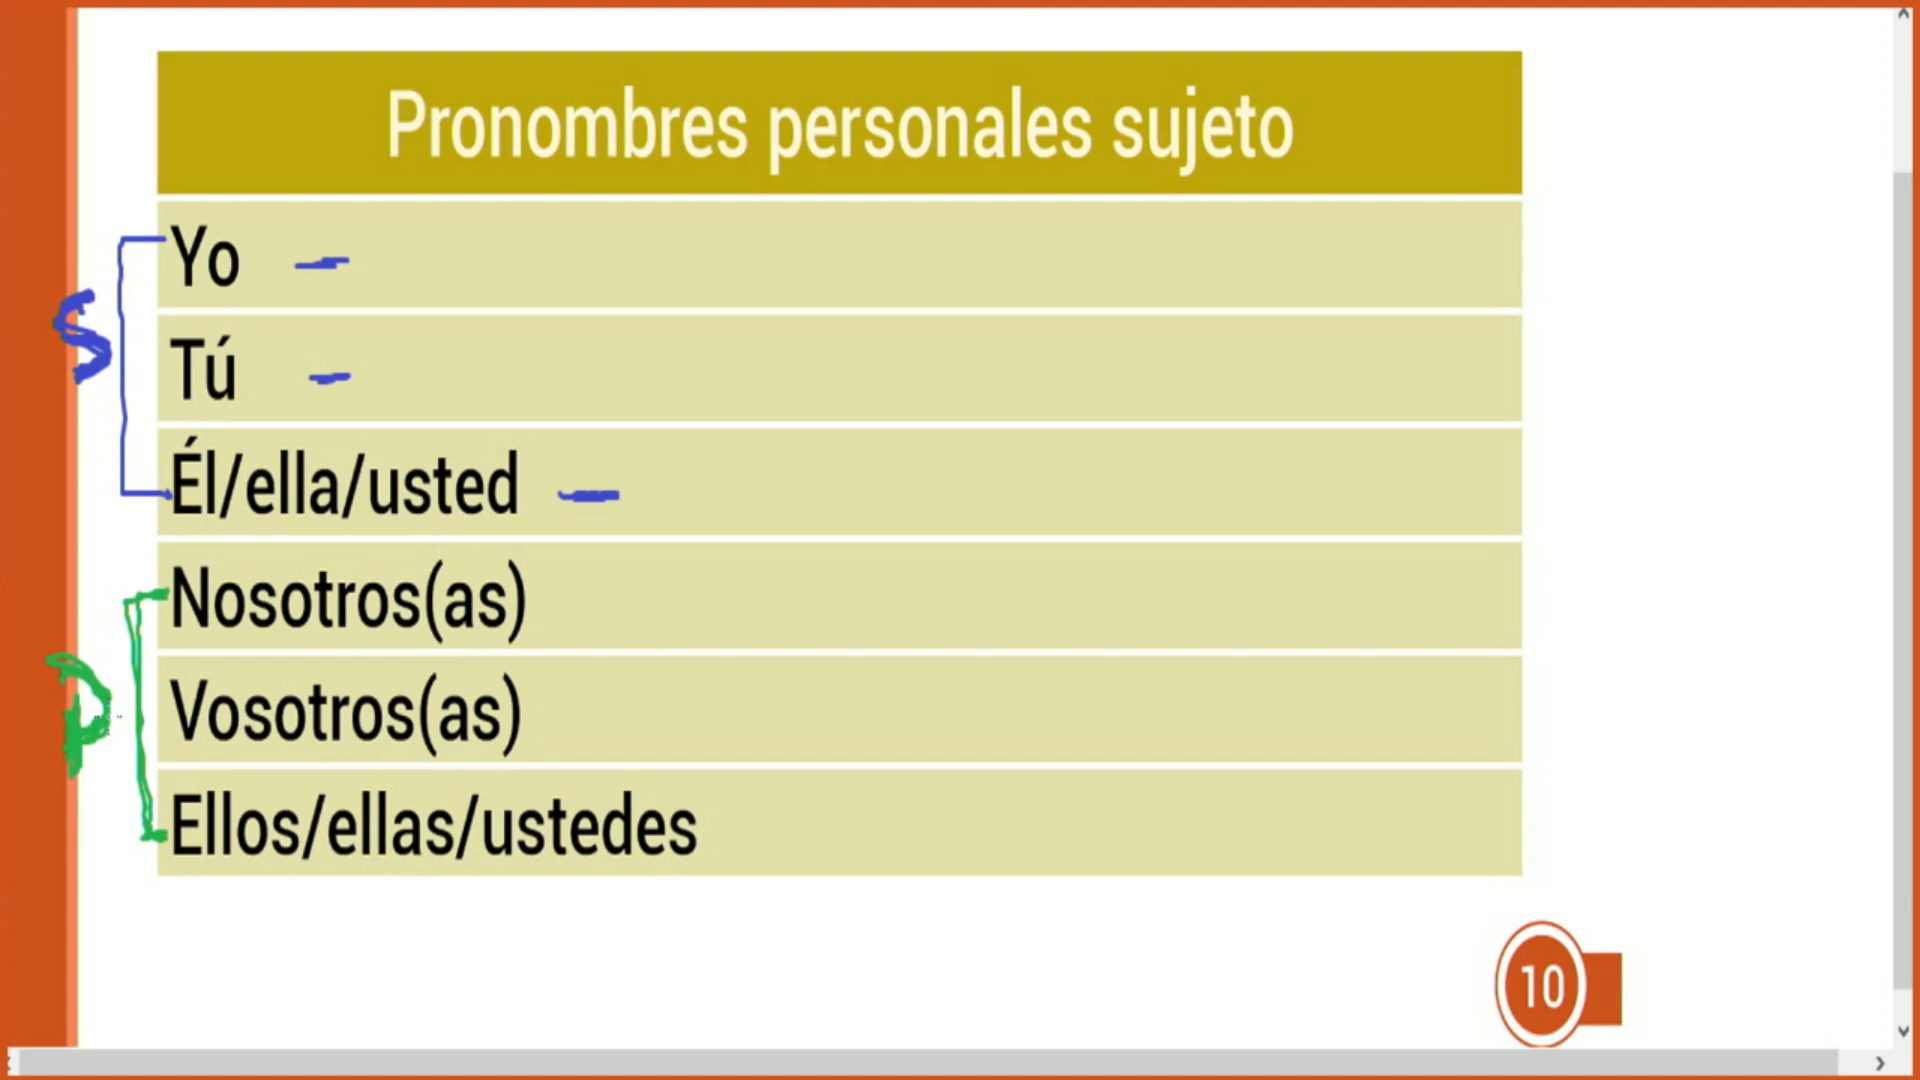 Pronombres personales sujeto
Yo
Tú
S
Él/ella/usted
Nosotros(as)
P
Vosotros(as)
Ellos/ellas/ustedes
10